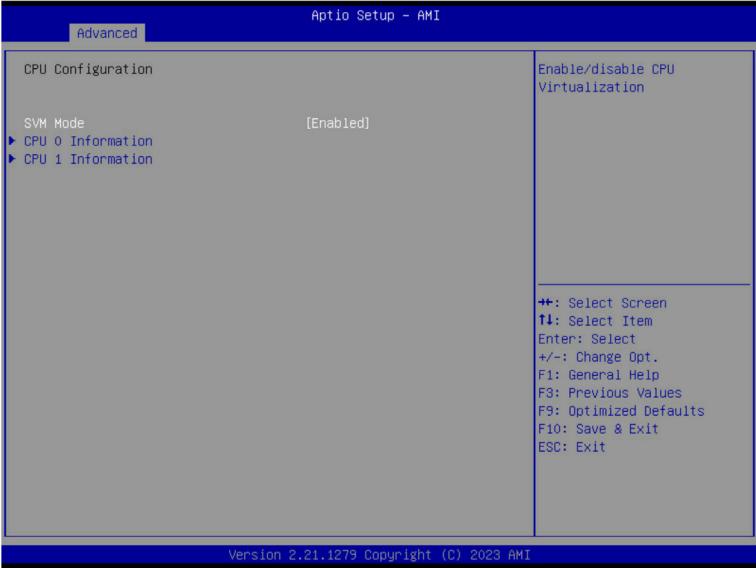 Aptio Setup – AMI
Advanced
CPU Configuration
SVM Mode [Enabled]
CPU 0 Information
CPU 1 Information
Enable/disable CPU
Virtualization
→←: Select Screen
↑↓: Select Item
Enter: Select
+/-: Change Opt.
F1: General Help
F3: Previous Values
F9: Optimized Defaults
F10: Save & Exit
ESC: Exit
Version 2.21.1279 Copyright (C) 2023 AMI